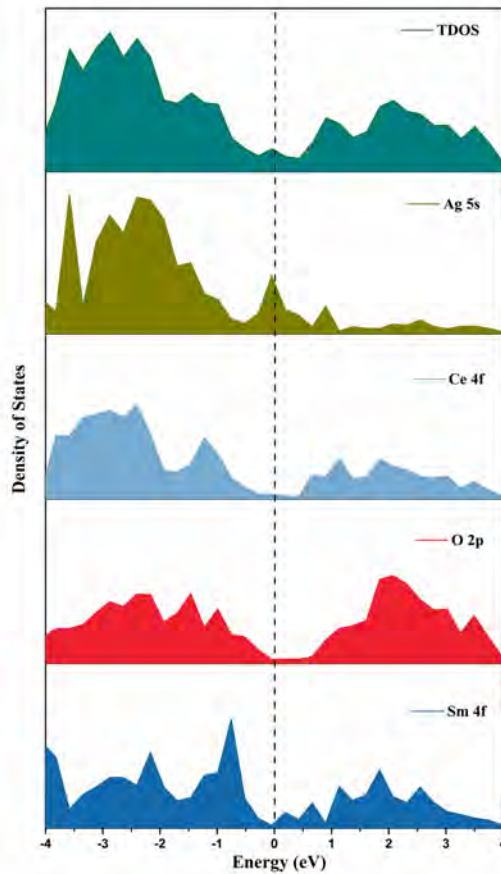 TDOS
Ag 5s
Ce 4f
O 2p
Sm 4f
Density of States
-4 -3 -2 -1 0 1 2 3 4
Energy (eV)